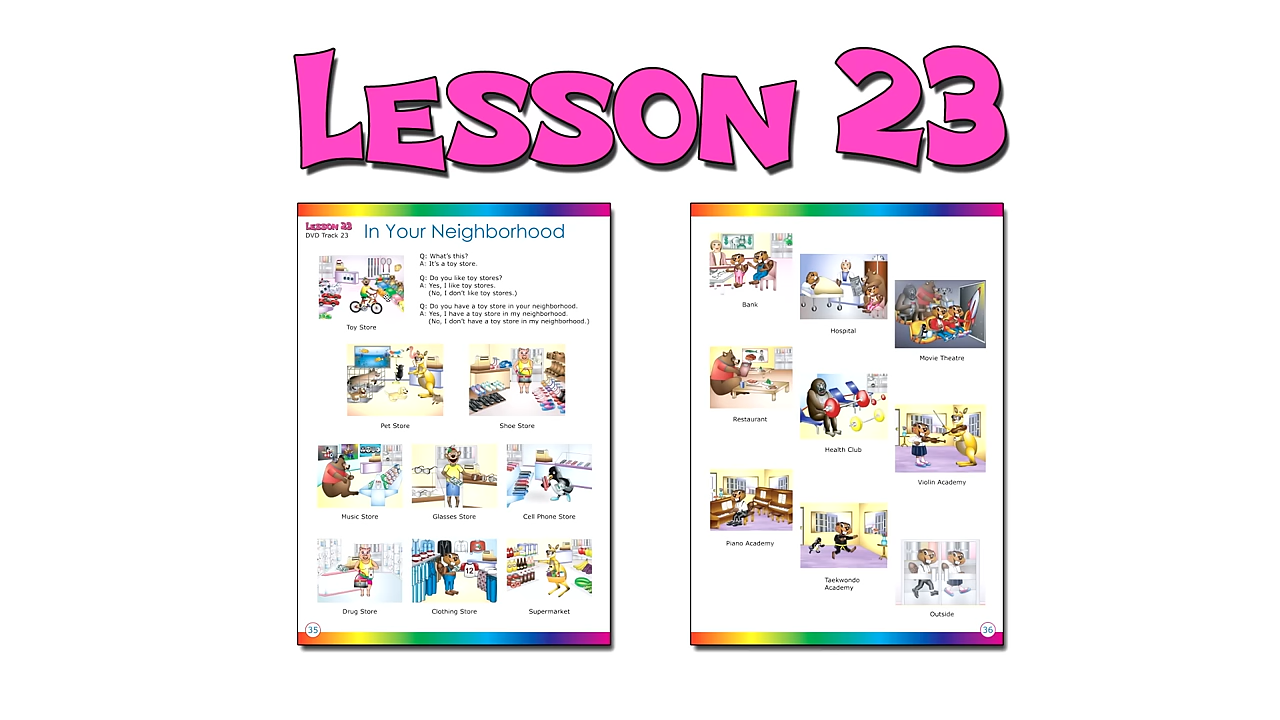 Lesson 23
Lesson 23
DVD Track 23
In Your Neighborhood
Q: What's this?
A: It's a toy store.
Q: Do you like toy stores?
A: Yes, I like toy stores.
(No, I don't like toy stores.)
Q: Do you have a toy store in your neighborhood.
A: Yes, I have a toy store in my neighborhood.
(No, I don't have a toy store in my neighborhood.)
Toy Store
Pet Store
Shoe Store
Music Store
Glasses Store
Cell Phone Store
12
Drug Store
Clothing Store
Supermarket
35
Bank
Hospital
Movie Theatre
Restaurant
Health Club
Violin Academy
Piano Academy
Taekwondo
Academy
Outside
36